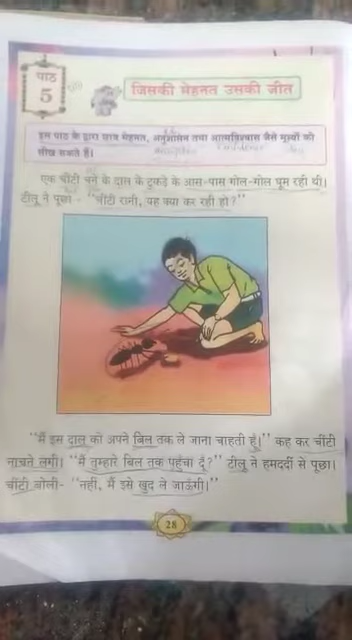 पाठ
5
जिसकी मेहनत उसकी जीत
इस पाठ के द्वारा छात्र मेहनत, अनुशासन तथा आत्मविश्वास जैसे मूल्यों को
सीख सकते हैं।
एक चींटी चने के दाल के टुकड़े के आस-पास गोल-गोल घूम रही थी।
टीलू ने पूछा - "चींटी रानी, यह क्या कर रही हो?"
"मैं इस दाल को अपने बिल तक ले जाना चाहती हूँ।" कह कर चींटी
नाचने लगी। "मैं तुम्हारे बिल तक पहुँचा दूँ?" टीलू ने हमदर्दी से पूछा।
चींटी बोली- "नहीं, मैं इसे खुद ले जाऊँगी।"
28